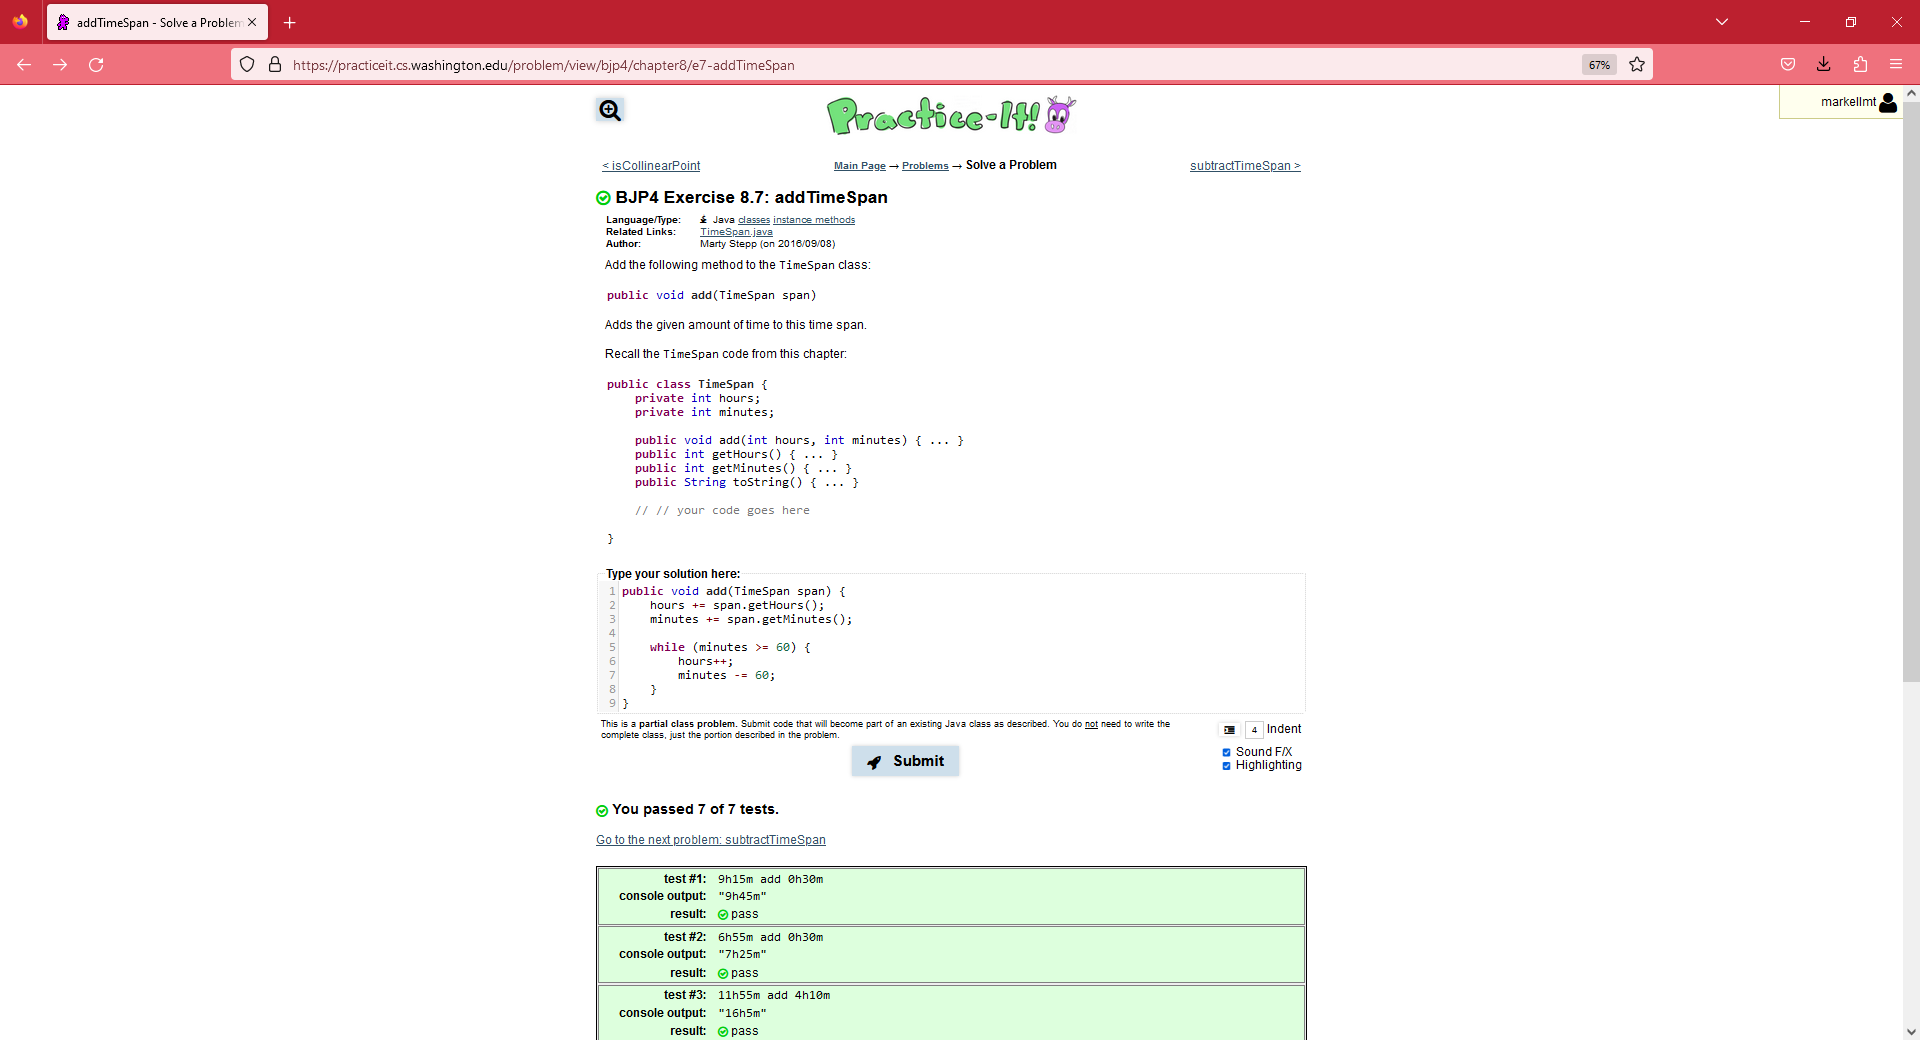 addTimeSpan - Solve a Problem
https://practiceit.cs.washington.edu/problem/view/bjp4/chapter8/e7-addTimeSpan
67%
Practice-It!
markellmt
< isCollinearPoint
Main Page → Problems → Solve a Problem
subtractTimeSpan >
BJP4 Exercise 8.7: addTimeSpan
Language/Type: Java classes instance methods
Related Links: TimeSpan.java
Author: Marty Stepp (on 2016/09/08)
Add the following method to the TimeSpan class:
public void add(TimeSpan span)
Adds the given amount of time to this time span.
Recall the TimeSpan code from this chapter:
public class TimeSpan {
    private int hours;
    private int minutes;
    public void add(int hours, int minutes) { ... }
    public int getHours() { ... }
    public int getMinutes() { ... }
    public String toString() { ... }
    // // your code goes here
}
Type your solution here:
1 public void add(TimeSpan span) {
2     hours += span.getHours();
3     minutes += span.getMinutes();
4
5     while (minutes >= 60) {
6         hours++;
7         minutes -= 60;
8     }
9 }
This is a partial class problem. Submit code that will become part of an existing Java class as described. You do not need to write the
complete class, just the portion described in the problem.
4 Indent
Sound F/X
Highlighting
Submit
You passed 7 of 7 tests.
Go to the next problem: subtractTimeSpan
test #1: 9h15m add 0h30m
console output: "9h45m"
result: pass
test #2: 6h55m add 0h30m
console output: "7h25m"
result: pass
test #3: 11h55m add 4h10m
console output: "16h5m"
result: pass